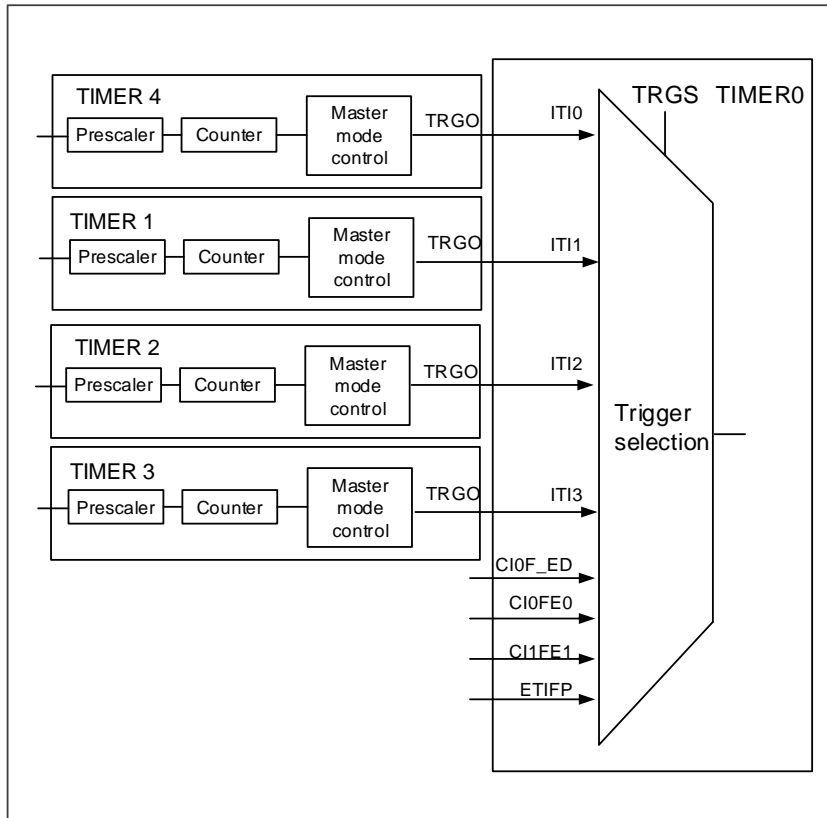 TIMER 4
Prescaler
Counter
Master
mode
control
TRGO
ITI0
TRGS TIMER0
TIMER 1
Prescaler
Counter
Master
mode
control
TRGO
ITI1
TIMER 2
Prescaler
Counter
Master
mode
control
TRGO
ITI2
Trigger
selection
TIMER 3
Prescaler
Counter
Master
mode
control
TRGO
ITI3
CI0F_ED
CI0FE0
CI1FE1
ETIFP